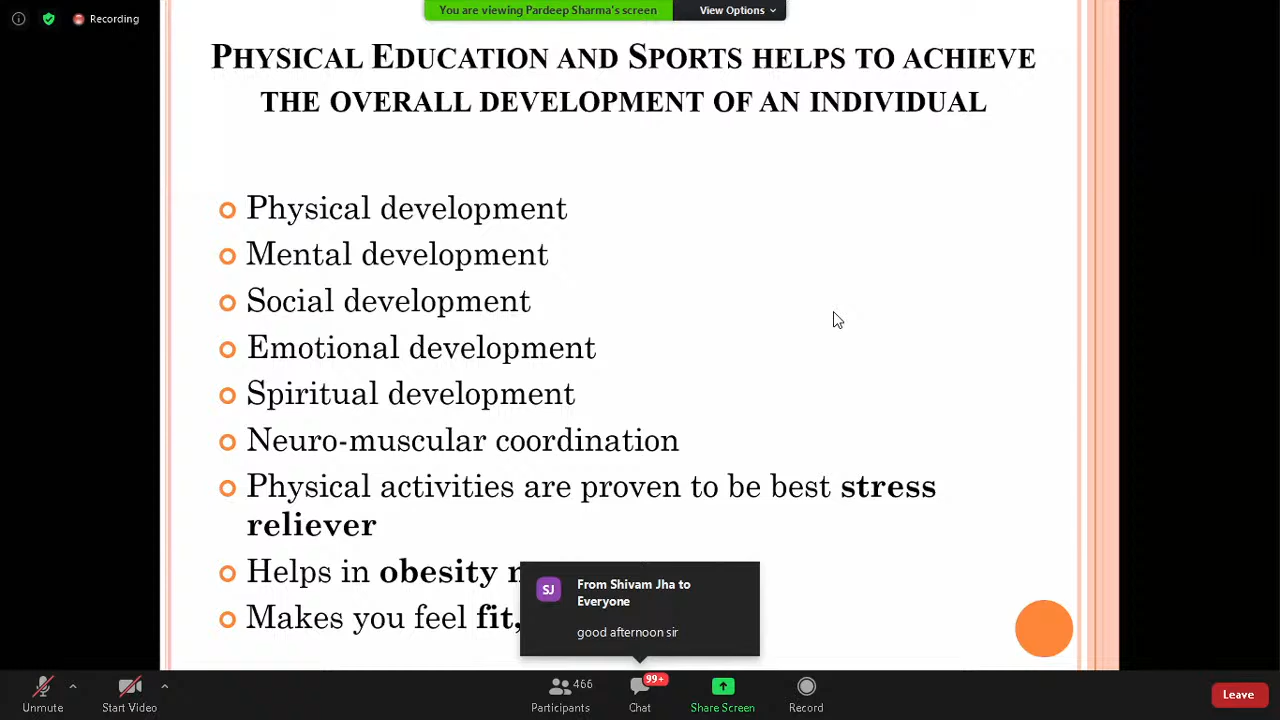 Recording
You are viewing Pardeep Sharma's screen
View Options
PHYSICAL EDUCATION AND SPORTS HELPS TO ACHIEVE
THE OVERALL DEVELOPMENT OF AN INDIVIDUAL
Physical development
Mental development
Social development
Emotional development
Spiritual development
Neuro-muscular coordination
Physical activities are proven to be best stress
reliever
Helps in obesity
Makes you feel fit,
SJ
From Shivam Jha to
Everyone
good afternoon sir
Unmute
Start Video
466
Participants
99+
Chat
Share Screen
Record
Leave